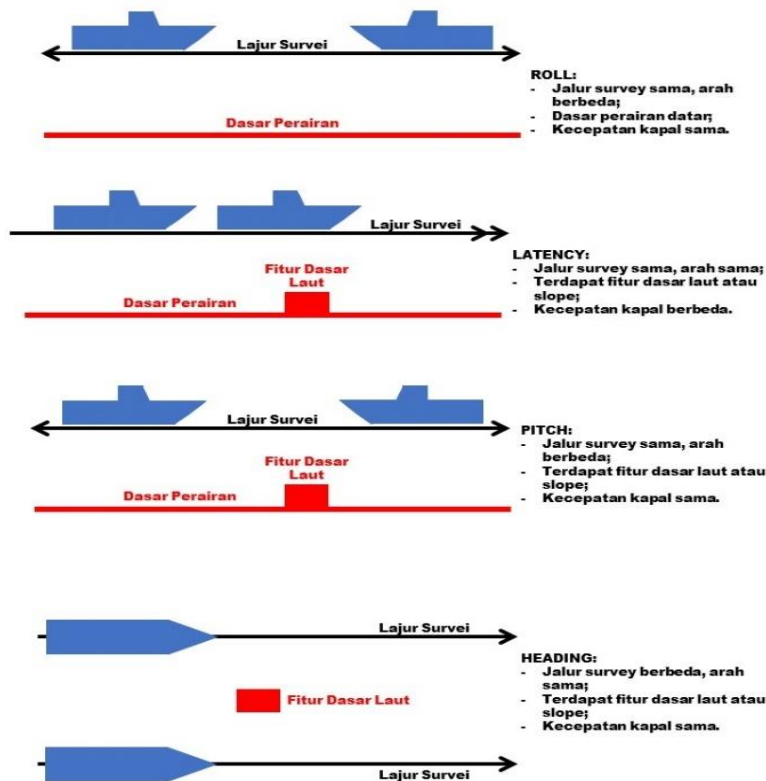 Lajur Survei
Dasar Perairan
ROLL:
- Jalur survey sama, arah
berbeda;
- Dasar perairan datar;
- Kecepatan kapal sama.
Lajur Survei
Fitur Dasar
Laut
Dasar Perairan
LATENCY:
- Jalur survey sama, arah sama;
- Terdapat fitur dasar laut atau
slope;
- Kecepatan kapal berbeda.
Lajur Survei
Fitur Dasar
Laut
Dasar Perairan
PITCH:
- Jalur survey sama, arah
berbeda;
- Terdapat fitur dasar laut atau
slope;
- Kecepatan kapal sama.
Lajur Survei
Fitur Dasar Laut
Lajur Survei
HEADING:
- Jalur survey berbeda, arah
sama;
- Terdapat fitur dasar laut atau
slope;
- Kecepatan kapal sama.